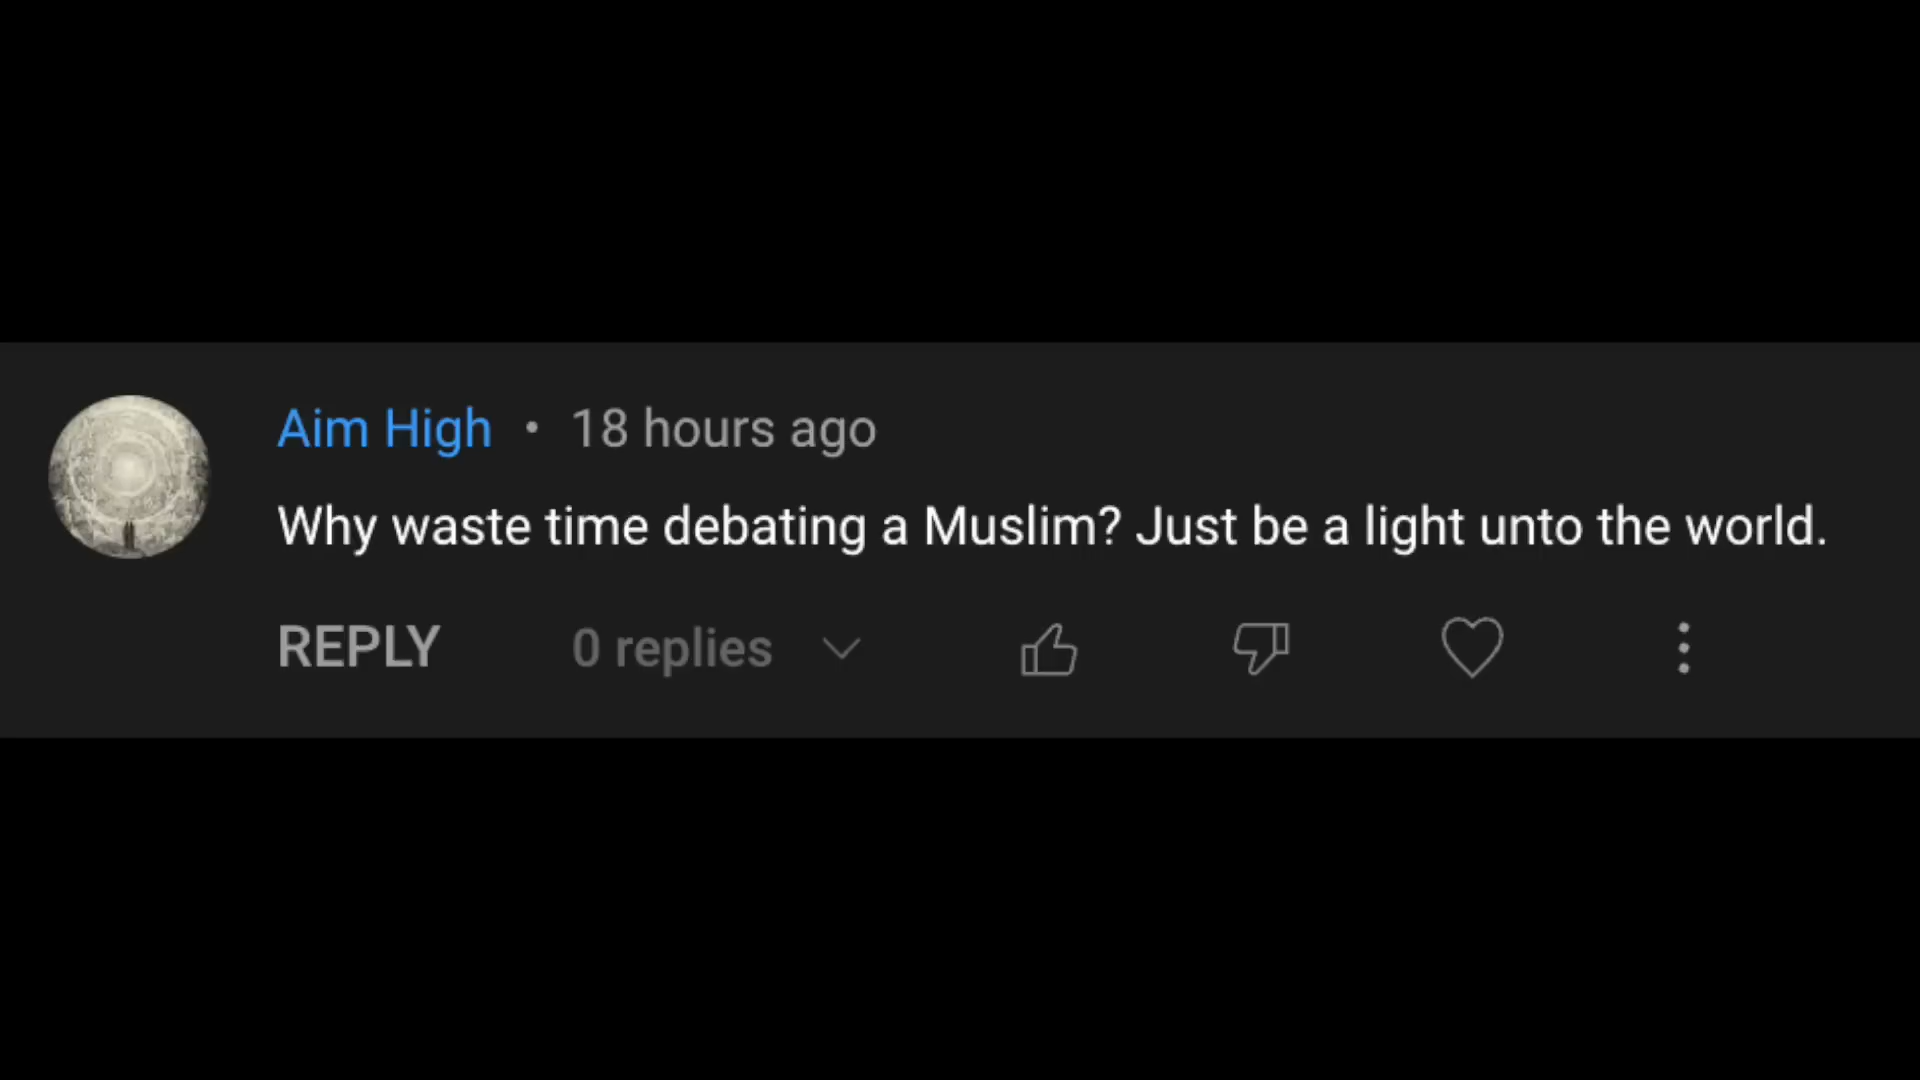 Aim High • 18 hours ago
Why waste time debating a Muslim? Just be a light unto the world.
REPLY 0 replies